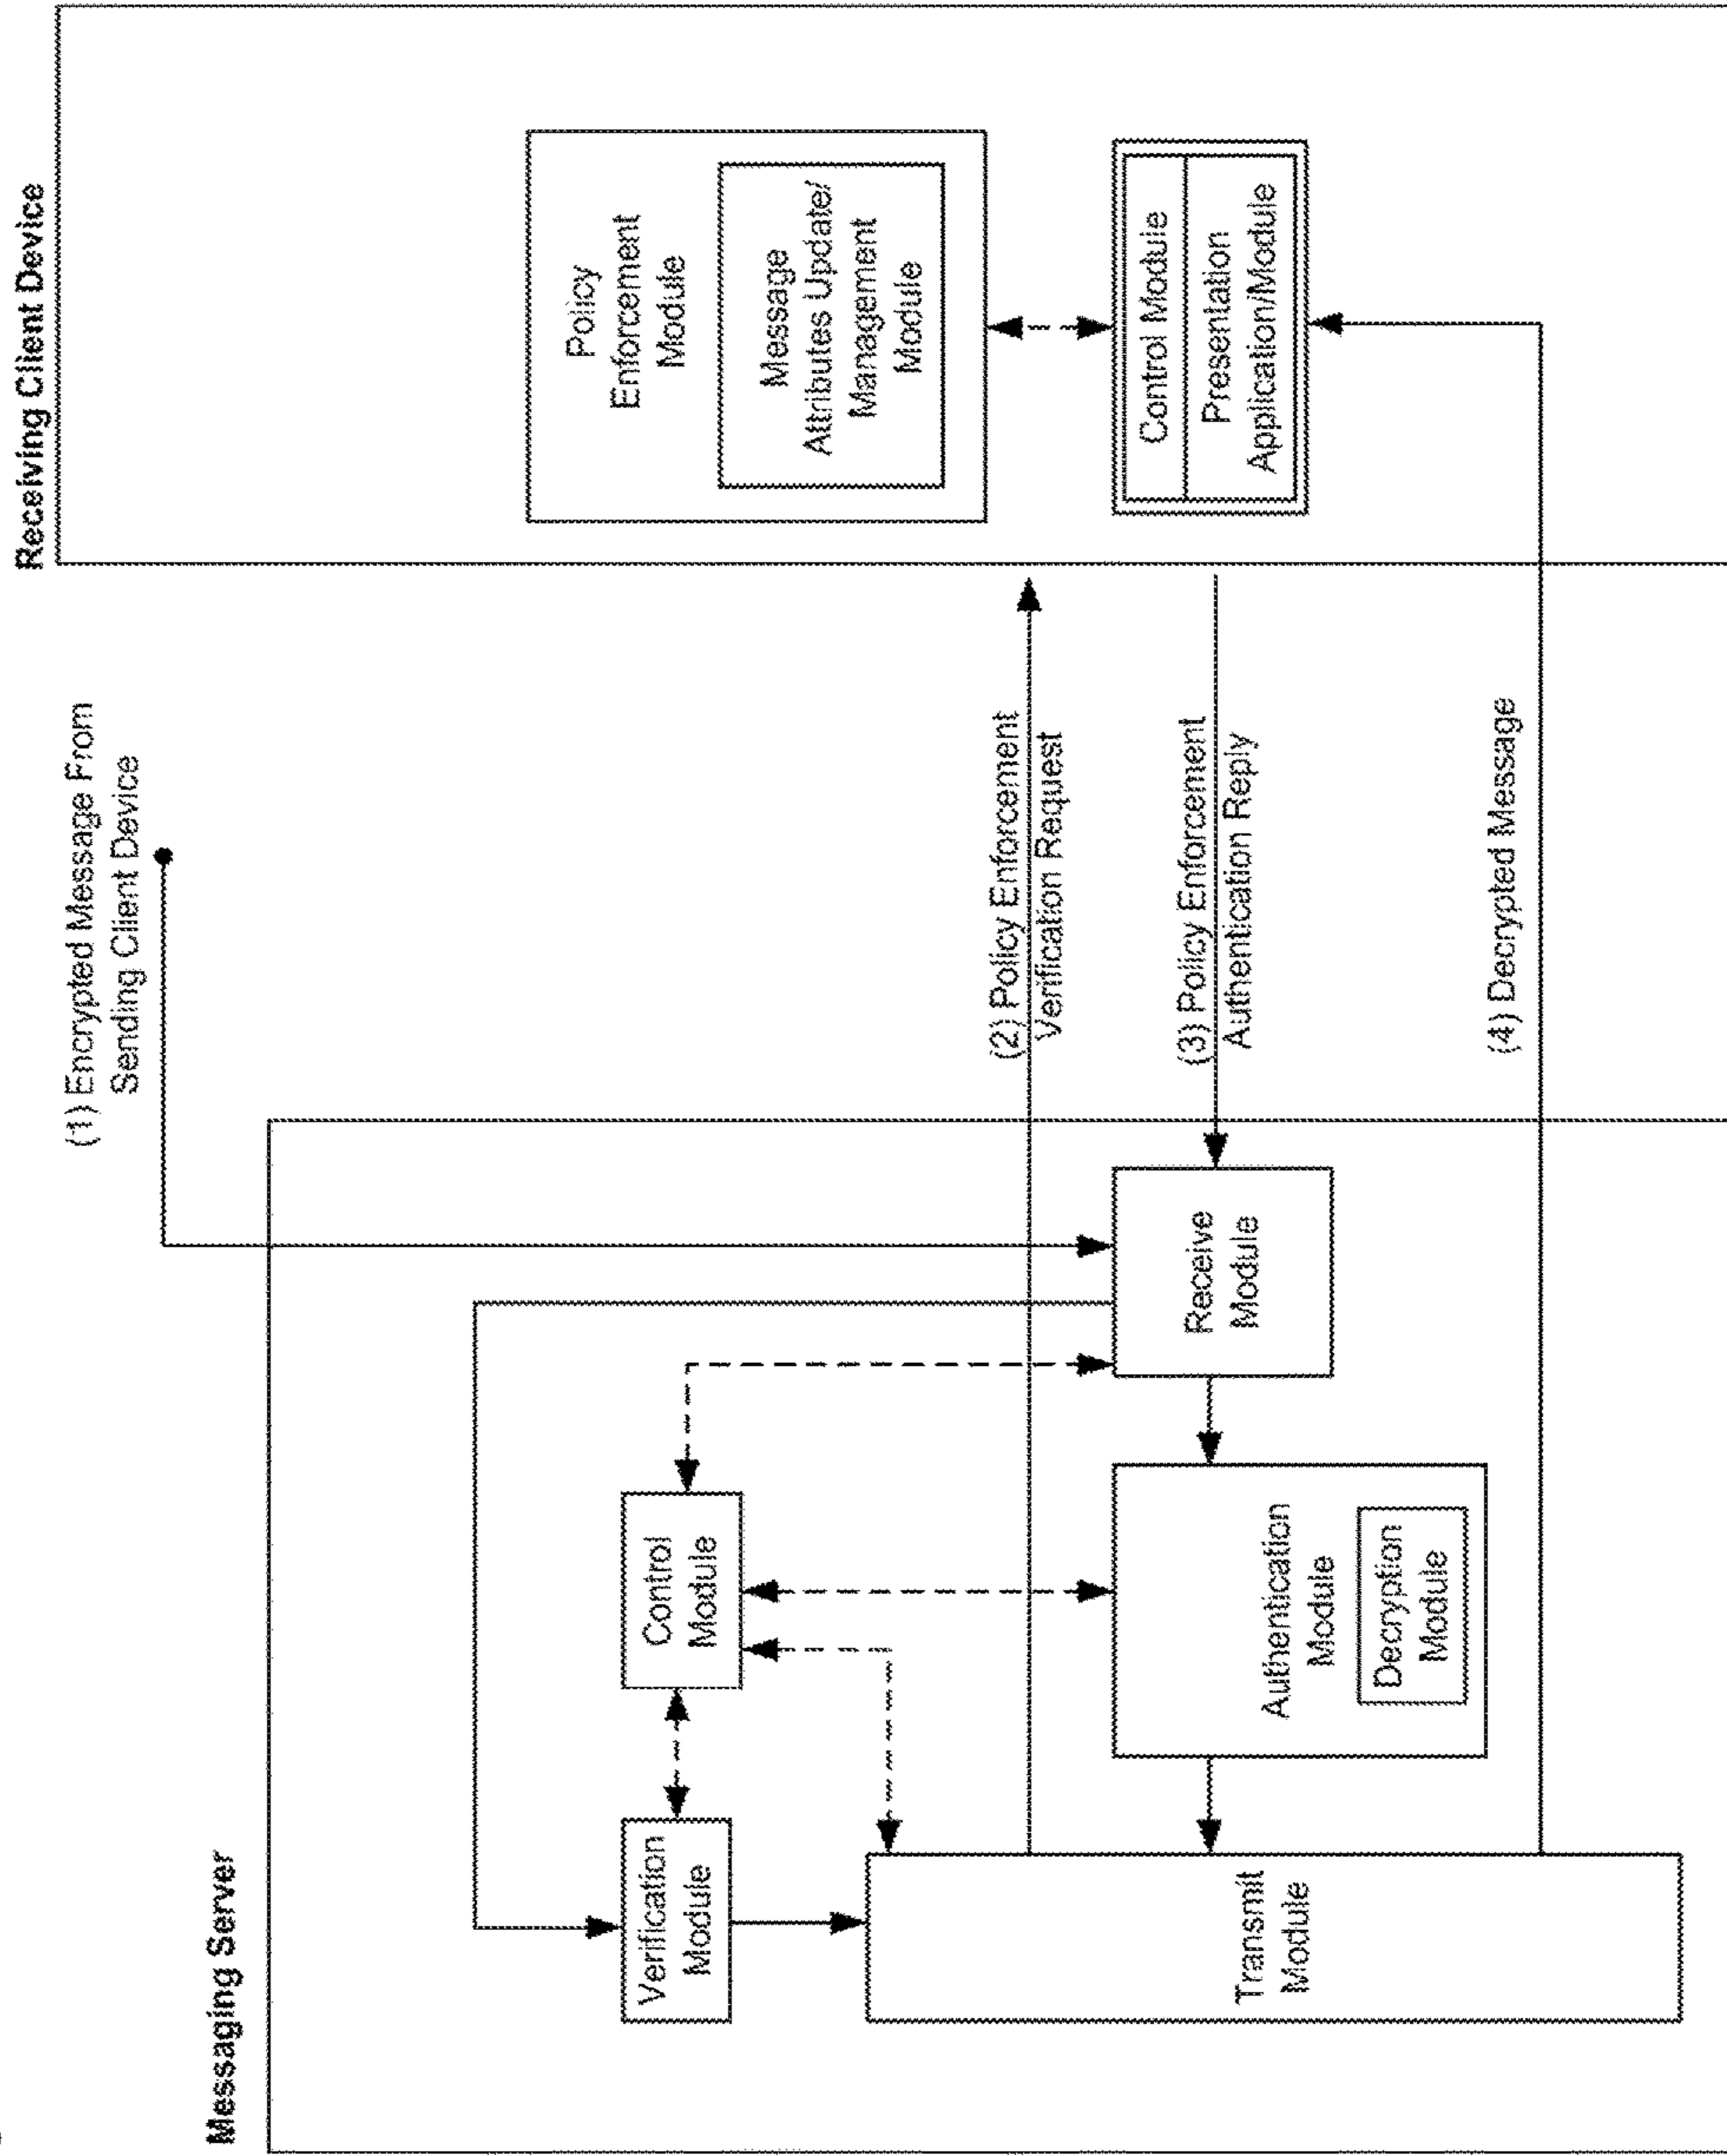 Receiving Client Device
(1) Encrypted Message From
Sending Client Device
Messaging Server
Policy
Enforcement
Module
Message
Attributes Update/
Management
Module
Control Module
Presentation
Application/Module
(2) Policy Enforcement
Verification Request
(3) Policy Enforcement
Authentication Reply
(4) Decrypted Message
Verification
Module
Control
Module
Receive
Module
Authentication
Module
Decryption
Module
Transmit
Module